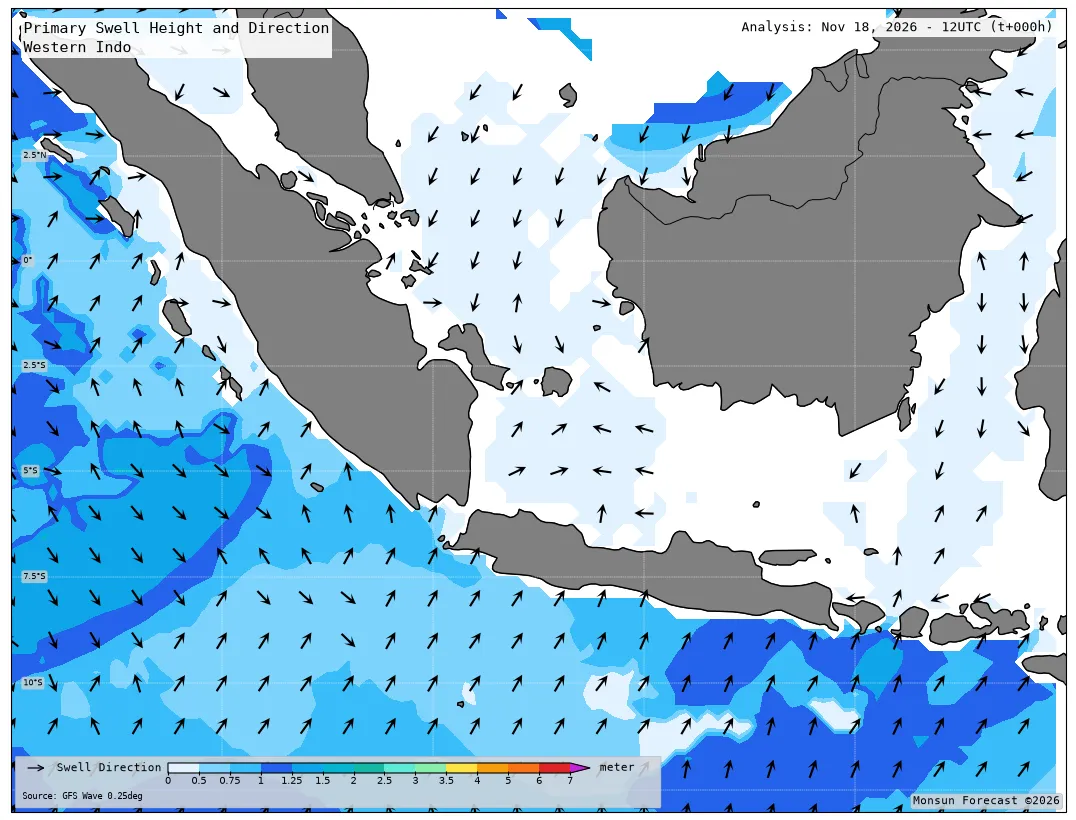 Primary Swell Height and Direction
Western Indo
Analysis: Nov 18, 2026 - 12UTC (t+000h)
2.5°N
0°
2.5°S
5°S
7.5°S
10°S
Swell Direction
meter
0 0.5 0.75 1 1.25 1.5 2 2.5 3 3.5 4 5 6 7
Source: GFS Wave 0.25deg
Monsun Forecast ©2026